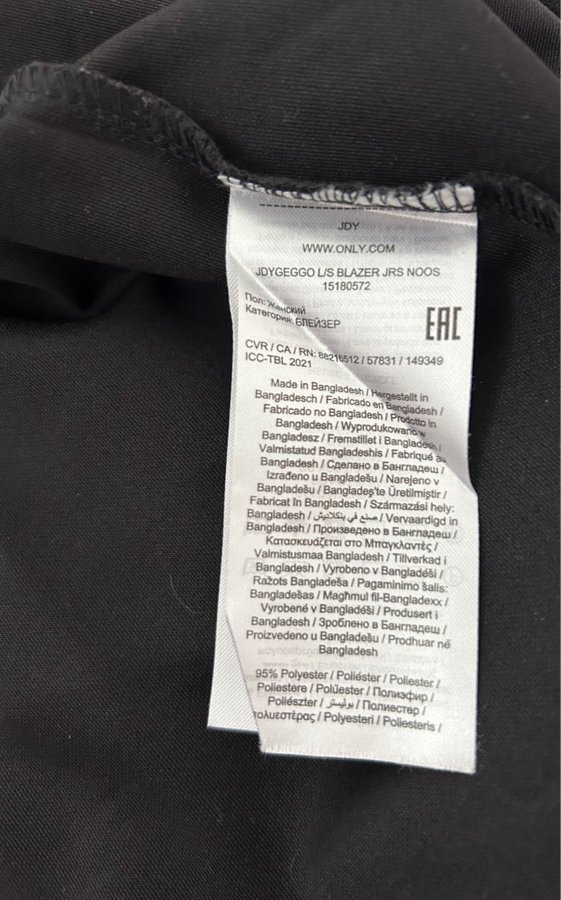 JDY
WWW.ONLY.COM
JDYGEGGO L/S BLAZER JRS NOOS
15180572
Пол: Женский
Категория: БЛЕЙЗЕР
EAC
CVR / CA / RN: 88216512 / 57831 / 149349
ICC-TBL 2021
Made in Bangladesh / Hergestellt in
Bangladesch / Fabricado en Bangladesh /
Fabricado no Bangladesh / Prodotto in
Bangladesh / Wyprodukowano w
Bangladesz / Fremstillet i Bangladesh /
Valmistatud Bangladeshis / Fabriqué au
Bangladesh / Сделано в Бангладеш /
Izrađeno u Bangladešu / Narejeno v
Bangladešu / Bangladeş'te Üretilmiştir /
Fabricat în Bangladesh / Származási hely:
Bangladesh / صنع في بنكلاديش / Vervaardigd in
Bangladesh / Произведено в Бангладеш /
Κατασκευάζεται στο Μπαγκλαντές /
Valmistusmaa Bangladesh / Tillverkad i
Bangladesh / Vyrobeno v Bangladéši /
Ražots Bangladeša / Pagaminimo šalis:
Bangladešas / Magħmul fil-Bangladexx /
Vyrobené v Bangladéši / Produsert i
Bangladesh / Зроблено в Бангладеш /
Proizvedeno u Bangladešu / Prodhuar në
Bangladesh
95% Polyester / Poliéster / Poliester /
Poliestere / Polüester / Полиэфир /
Poliészter / بوليستر / Полиестер /
πολυεστέρας / Polyesteri / Poliesteris /